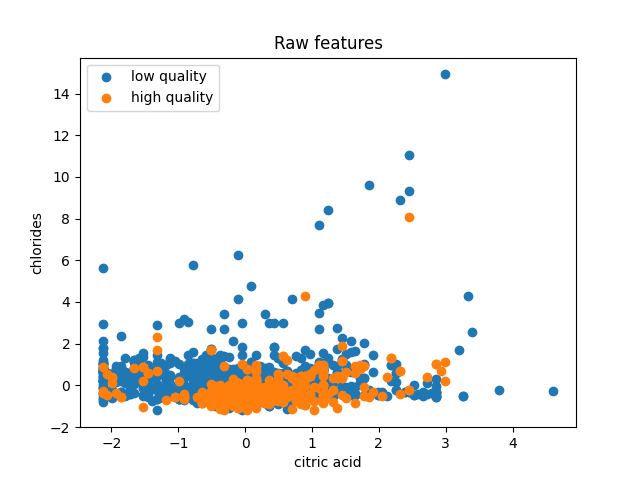 Raw features
low quality
high quality
14
12
10
8
6
4
2
0
−2
chlorides
−2 −1 0 1 2 3 4
citric acid